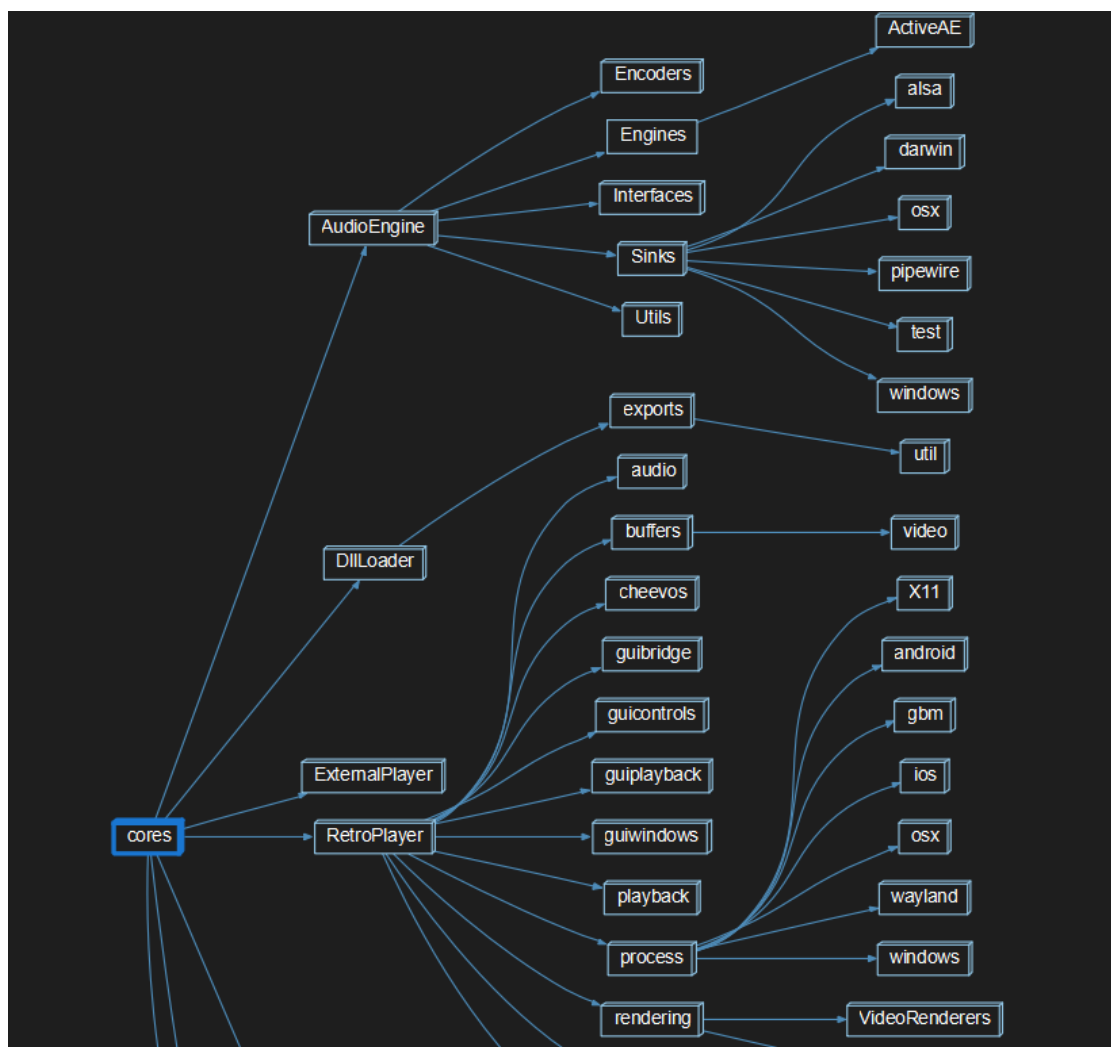 ActiveAE
Encoders
alsa
Engines
darwin
Interfaces
osx
AudioEngine
Sinks
pipewire
Utils
test
windows
exports
util
audio
buffers
video
DllLoader
cheevos
X11
guibridge
android
guicontrols
gbm
ExternalPlayer
guiplayback
ios
cores
RetroPlayer
guiwindows
osx
playback
wayland
process
windows
rendering
VideoRenderers